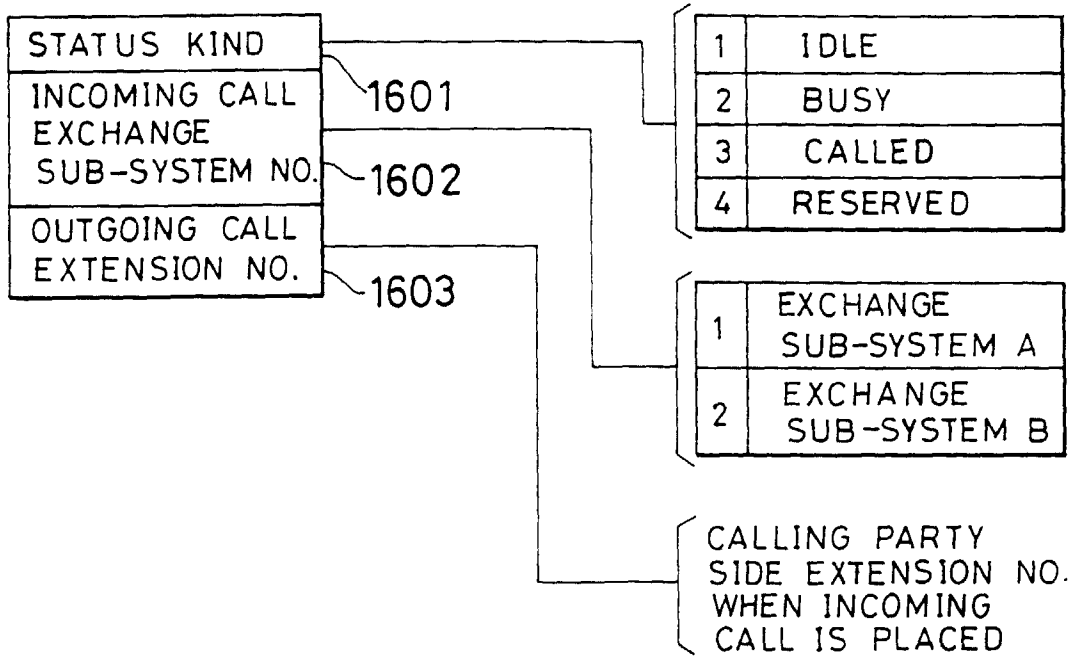 STATUS KIND
1601
INCOMING CALL
EXCHANGE
SUB-SYSTEM NO.
1602
OUTGOING CALL
EXTENSION NO.
1603
1 IDLE
2 BUSY
3 CALLED
4 RESERVED
1 EXCHANGE
SUB-SYSTEM A
2 EXCHANGE
SUB-SYSTEM B
CALLING PARTY
SIDE EXTENSION NO.
WHEN INCOMING
CALL IS PLACED